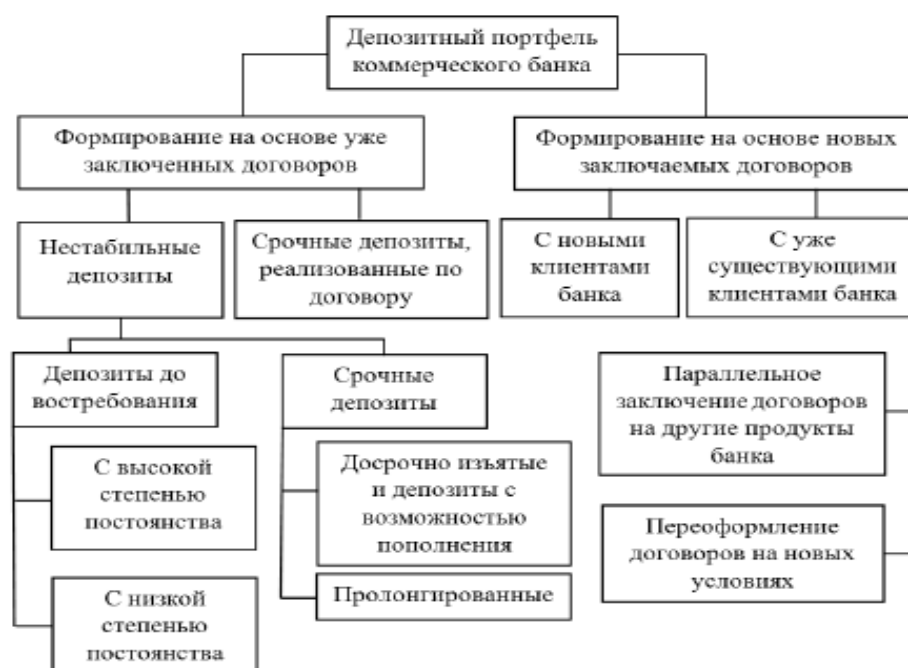 Депозитный портфель
коммерческого банка
Формирование на основе уже
заключенных договоров
Формирование на основе новых
заключаемых договоров
Нестабильные
депозиты
Срочные депозиты,
реализованные по
договору
С новыми
клиентами
банка
С уже
существующими
клиентами банка
Депозиты до
востребования
Срочные
депозиты
Параллельное
заключение договоров
на другие продукты
банка
С высокой
степенью
постоянства
Досрочно изъятые
и депозиты с
возможностью
пополнения
Переоформление
договоров на новых
условиях
Пролонгированные
С низкой
степенью
постоянства